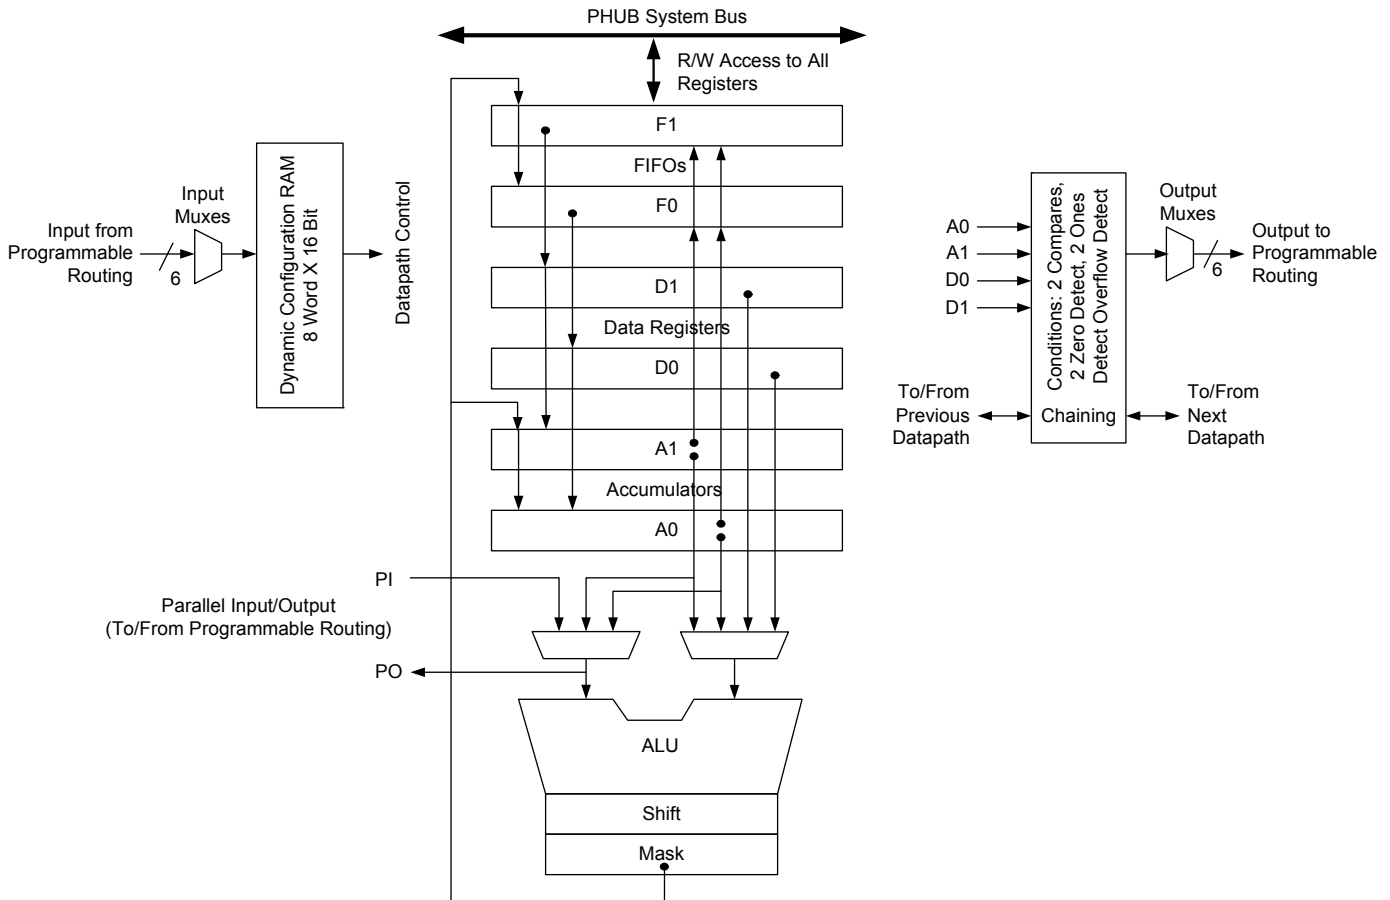 PHUB System Bus
R/W Access to All
Registers
F1
FIFOs
F0
D1
Data Registers
D0
A1
Accumulators
A0
Input from
Programmable
Routing
6
Input
Muxes
Dynamic Configuration RAM
8 Word X 16 Bit
Datapath Control
A0
A1
D0
D1
Conditions: 2 Compares,
2 Zero Detect, 2 Ones
Detect Overflow Detect
Output
Muxes
6
Output to
Programmable
Routing
To/From
Previous
Datapath
Chaining
To/From
Next
Datapath
PI
Parallel Input/Output
(To/From Programmable Routing)
PO
ALU
Shift
Mask